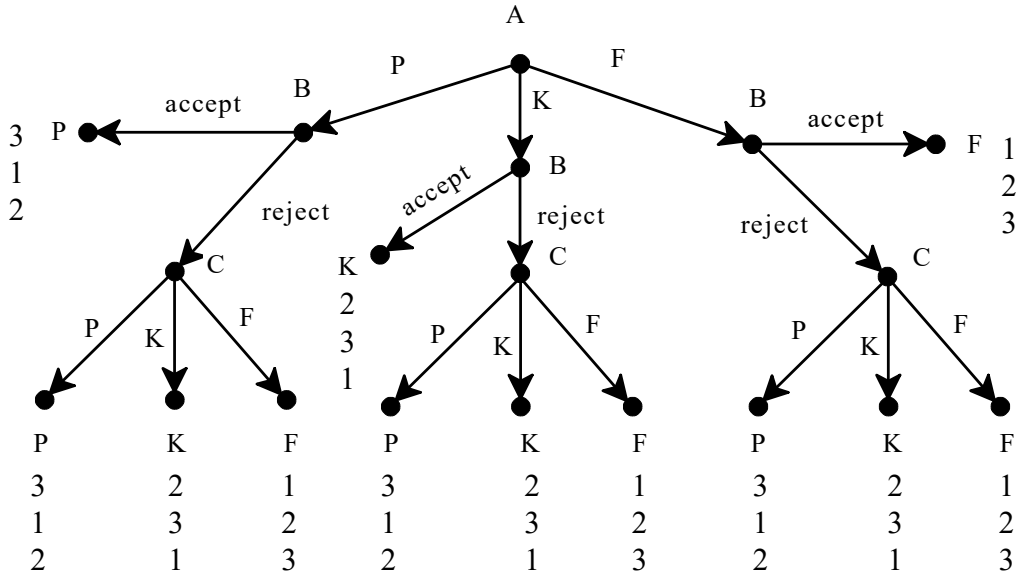 A
P
F
B
K
B
accept
accept
3
P
1
2
F
1
2
3
accept
B
reject
reject
reject
C
K
C
C
2
3
1
P
K
F
P
K
F
P
K
F
P K F P K F P K F
3 2 1 3 2 1 3 2 1
1 3 2 1 3 2 1 3 2
2 1 3 2 1 3 2 1 3